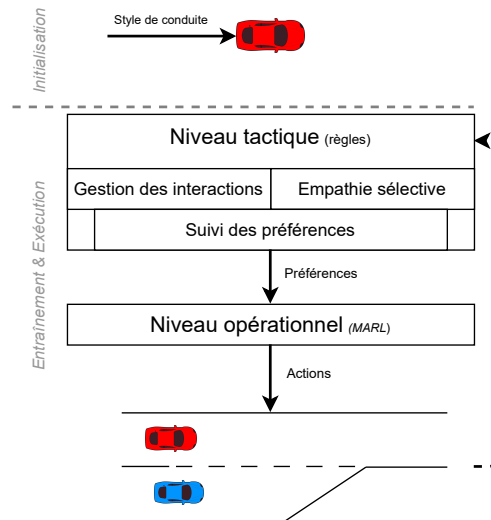 Style de conduite
Initialisation
Niveau tactique (règles)
Gestion des interactions
Empathie sélective
Suivi des préférences
Préférences
Entraînement & Exécution
Niveau opérationnel (MARL)
Actions